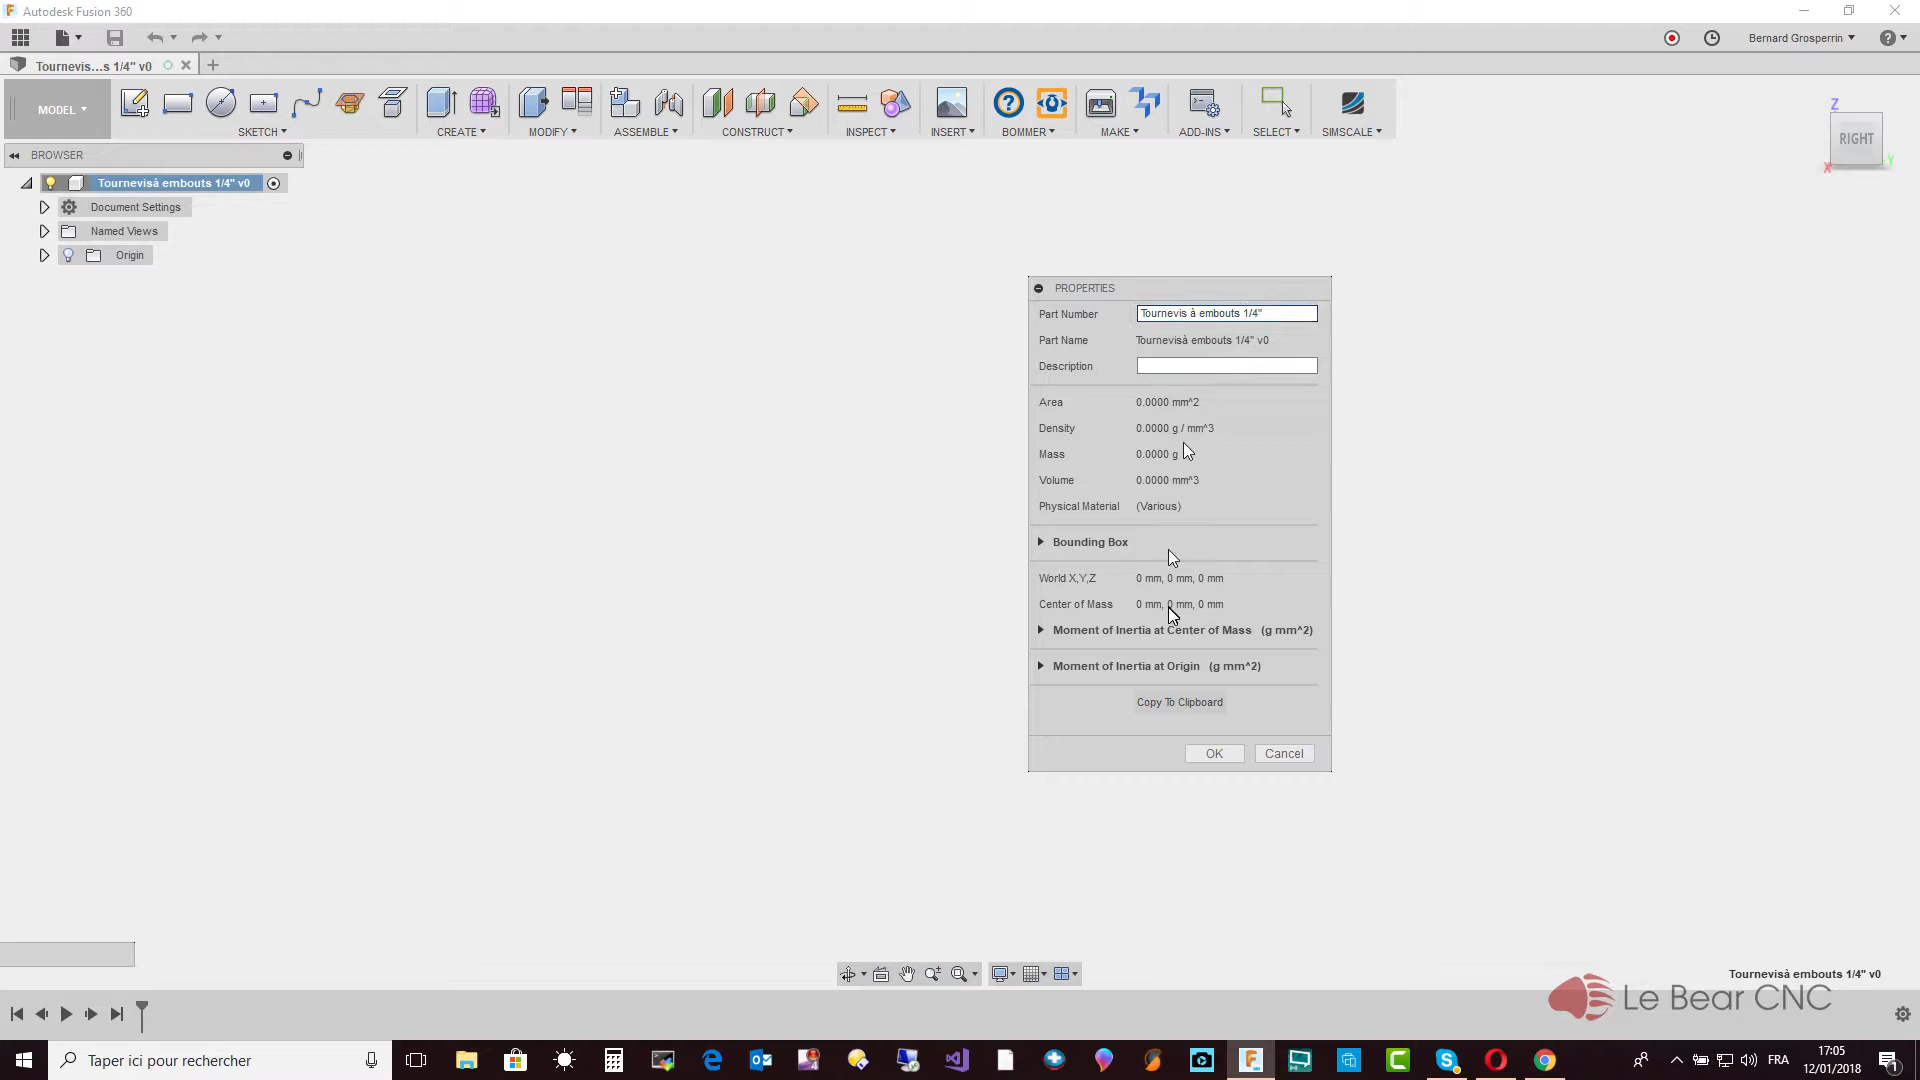 Autodesk Fusion 360
Bernard Grosperrin
Tournevis...s 1/4" v0
MODEL
SKETCH
CREATE
MODIFY
ASSEMBLE
CONSTRUCT
INSPECT
INSERT
BOMMER
MAKE
ADD-INS
SELECT
SIMSCALE
Z
RIGHT
Y
X
BROWSER
Tournevisà embouts 1/4" v0
Document Settings
Named Views
Origin
PROPERTIES
Part Number Tournevis à embouts 1/4"
Part Name Tournevisà embouts 1/4" v0
Description
Area 0.0000 mm^2
Density 0.0000 g / mm^3
Mass 0.0000 g
Volume 0.0000 mm^3
Physical Material (Various)
Bounding Box
World X,Y,Z 0 mm, 0 mm, 0 mm
Center of Mass 0 mm, 0 mm, 0 mm
Moment of Inertia at Center of Mass (g mm^2)
Moment of Inertia at Origin (g mm^2)
Copy To Clipboard
OK Cancel
Tournevisà embouts 1/4" v0
Le Bear CNC
Taper ici pour rechercher
FRA
17:05
12/01/2018